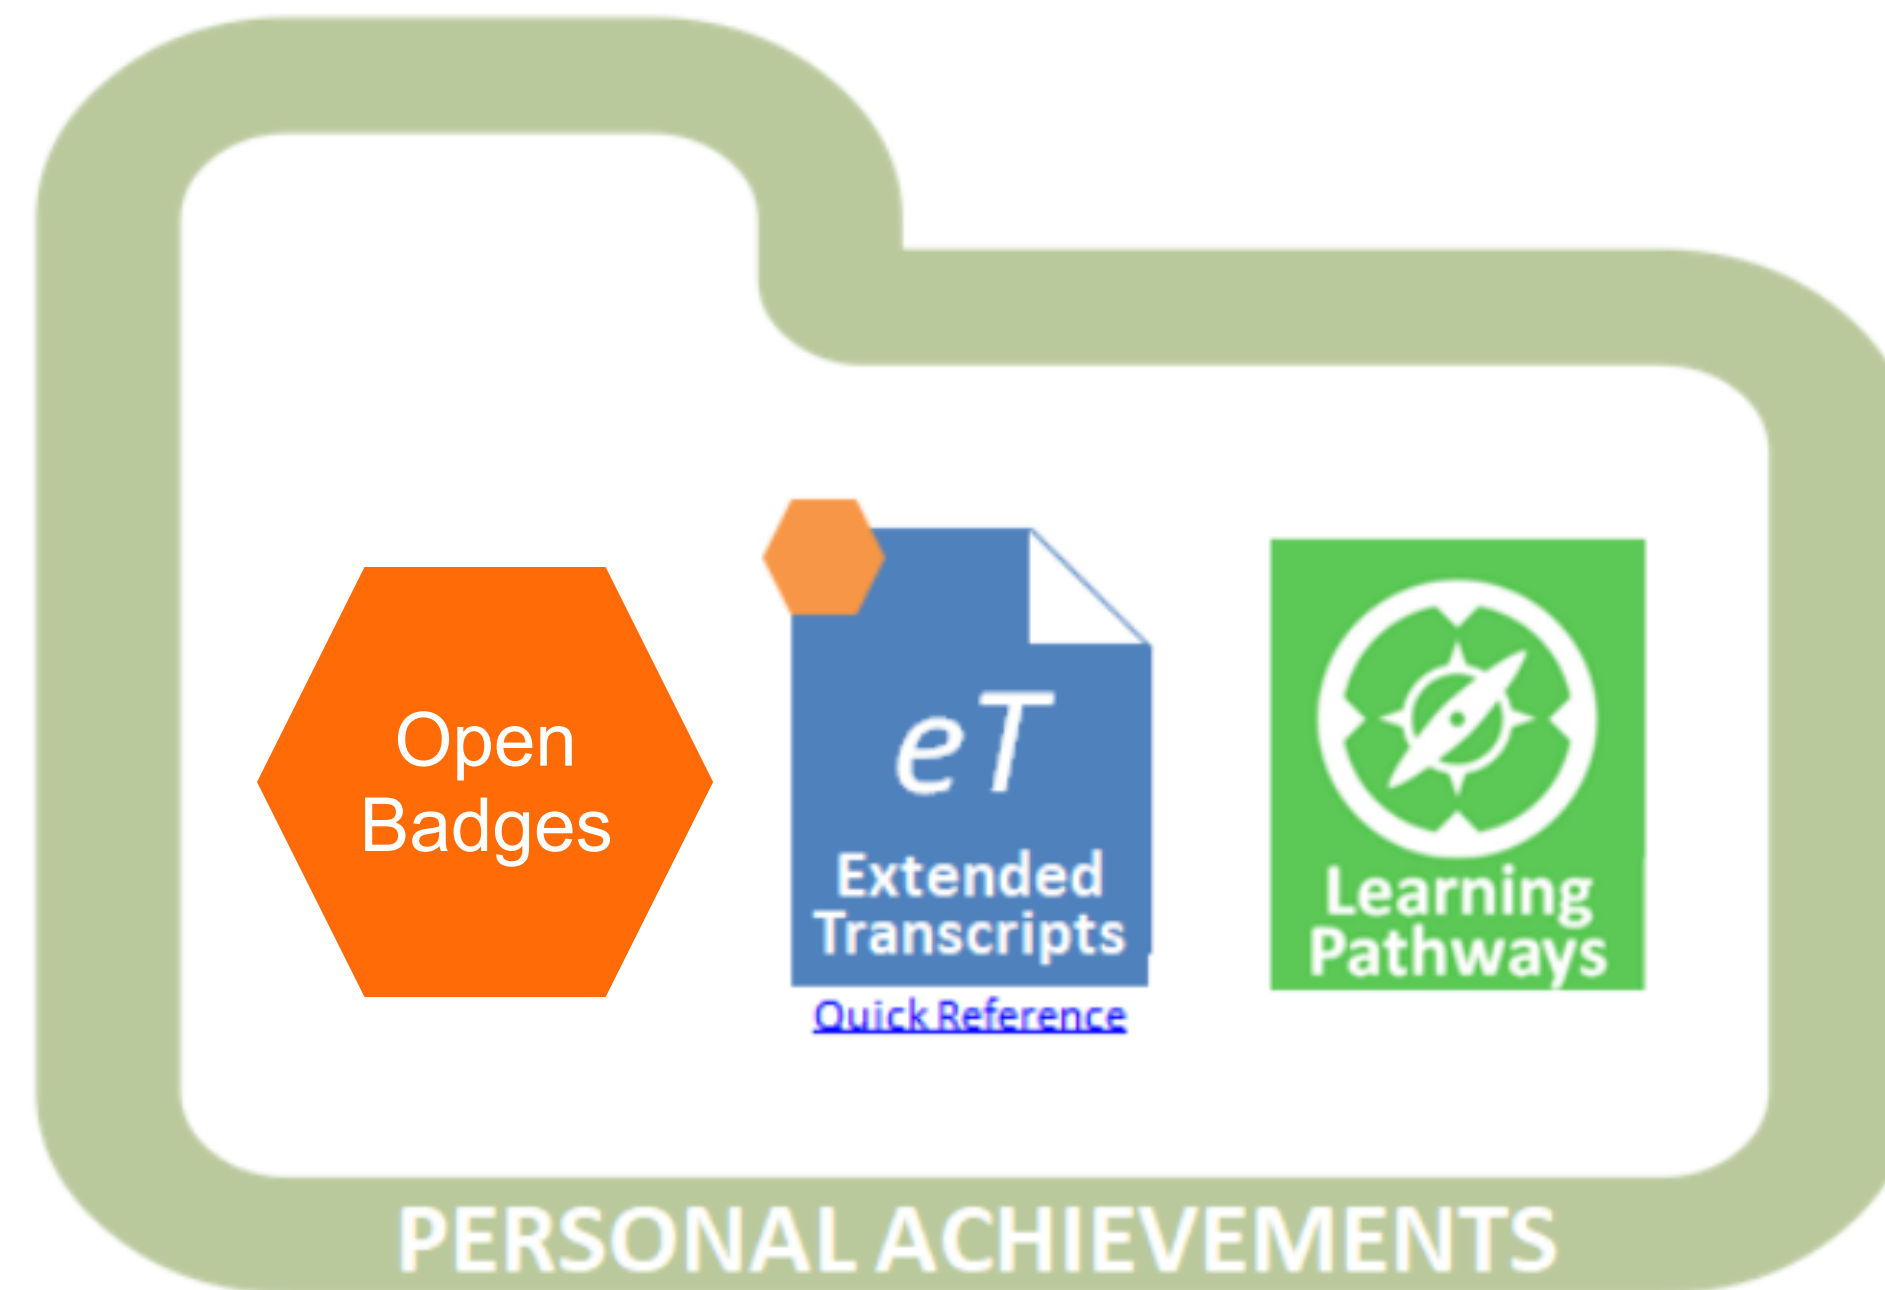 Open
Badges
eT
Extended
Transcripts
Quick Reference
Learning
Pathways
PERSONAL ACHIEVEMENTS